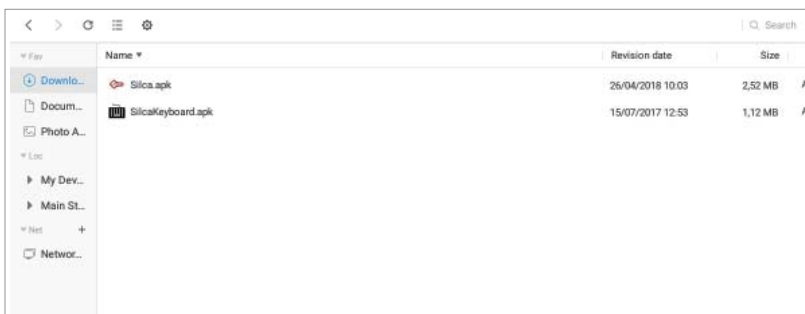 Search
Fav
Name Revision date Size
Downlo...
Silca.apk 26/04/2018 10:03 2,52 MB
Docum...
SilcaKeyboard.apk 15/07/2017 12:53 1,12 MB
Photo A...
Loc
My Dev...
Main St...
Net +
Networ...